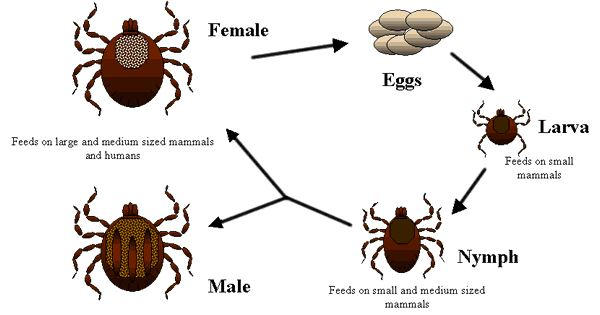 Female
Eggs
Larva
Feeds on small
mammals
Feeds on large and medium sized mammals
and humans
Nymph
Feeds on small and medium sized
mammals
Male